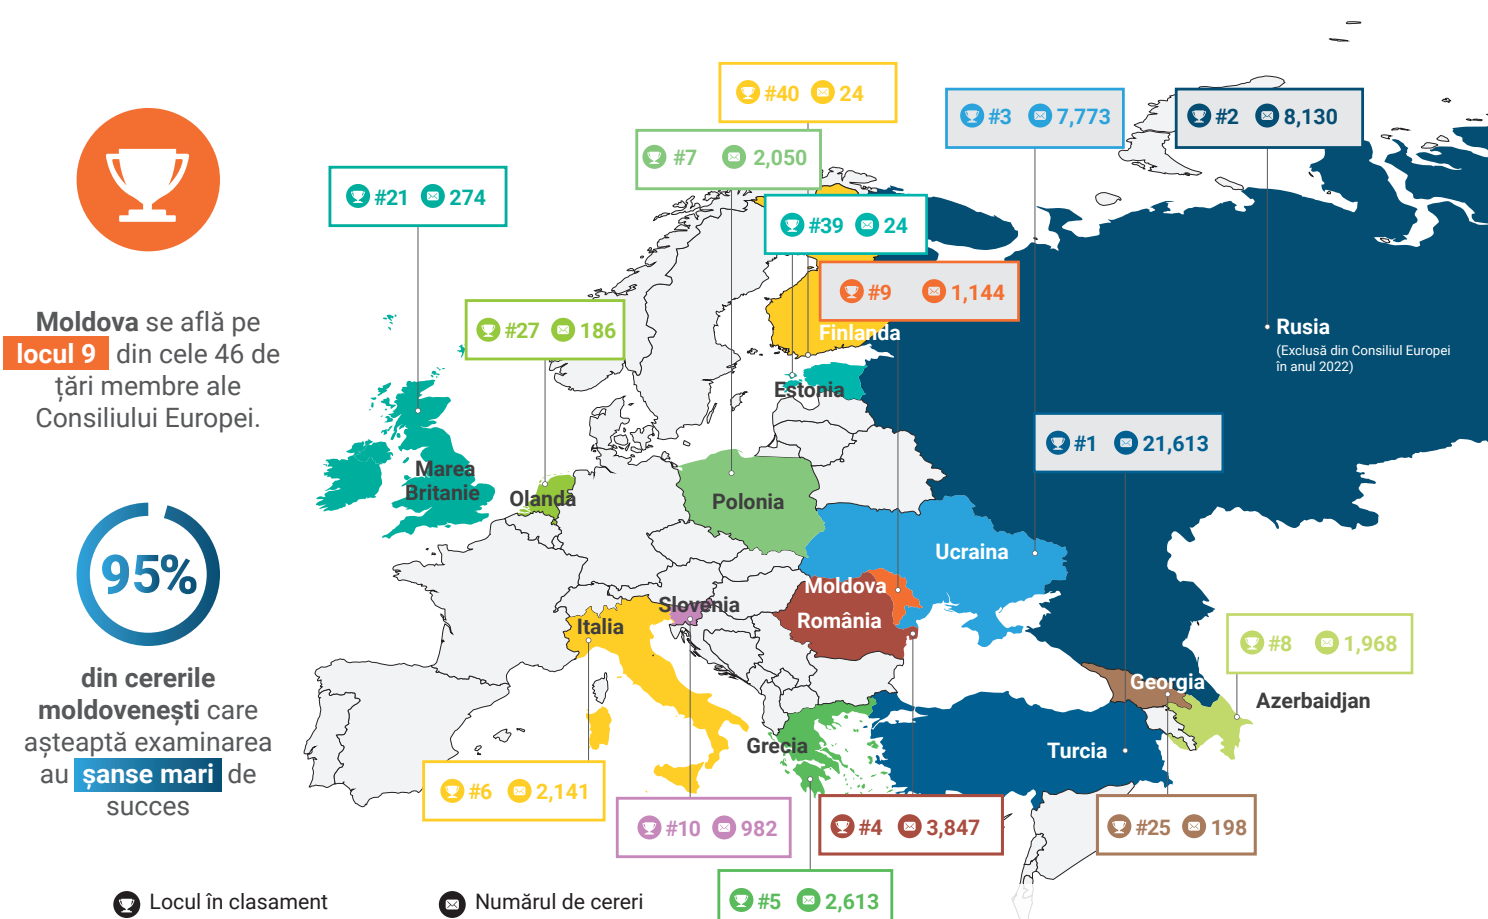 Moldova se află pe
locul 9 din cele 46 de
țări membre ale
Consiliului Europei.
95%
din cererile
moldovenești care
așteaptă examinarea
au șanse mari de
succes
#40 24
#3 7,773
#2 8,130
#7 2,050
#21 274
#39 24
#9 1,144
#27 186
Finlanda
Rusia
(Exclusă din Consiliul Europei
în anul 2022)
Estonia
#1 21,613
Marea
Britanie
Olanda
Polonia
Ucraina
Moldova
Slovenia
România
Italia
#8 1,968
Georgia
Azerbaidjan
Grecia
Turcia
#6 2,141
#10 982
#4 3,847
#25 198
#5 2,613
Locul în clasament
Numărul de cereri